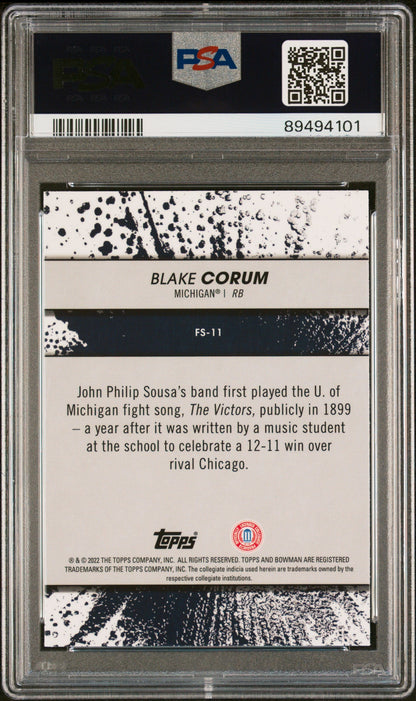 PSA
PSA
PSA
PSA
89494101
BLAKE CORUM
MICHIGAN® | RB
FS-11
John Philip Sousa's band first played the U. of
Michigan fight song, The Victors, publicly in 1899
– a year after it was written by a music student
at the school to celebrate a 12-11 win over
rival Chicago.
Topps
® & © 2022 THE TOPPS COMPANY, INC. ALL RIGHTS RESERVED. TOPPS AND BOWMAN ARE REGISTERED
TRADEMARKS OF THE TOPPS COMPANY, INC. The collegiate indicia used herein are trademarks owned by the
respective collegiate institutions.
PSA